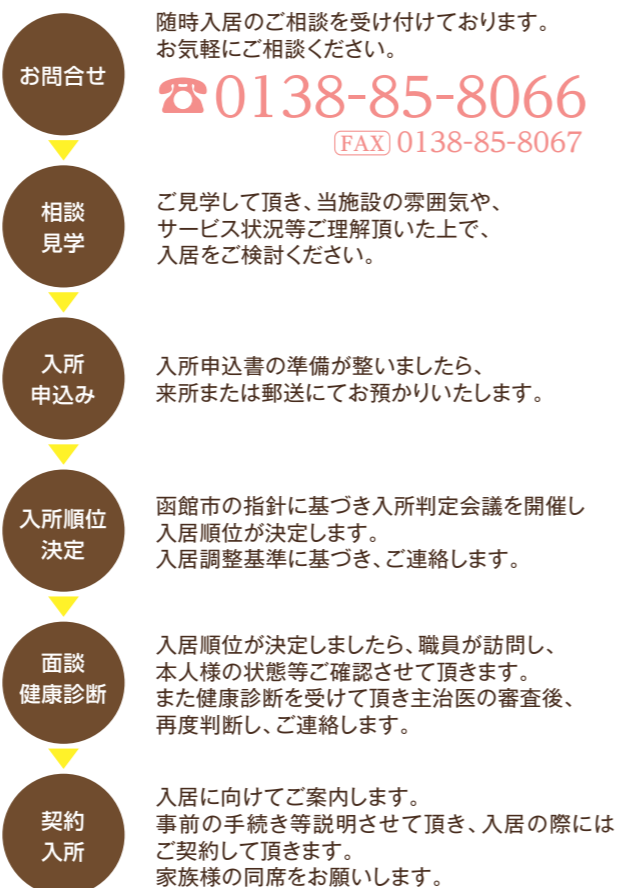 お問合せ
随時入居のご相談を受け付けております。
お気軽にご相談ください。
☎0138-85-8066
FAX 0138-85-8067
相談
見学
ご見学して頂き、当施設の雰囲気や、
サービス状況等ご理解頂いた上で、
入居をご検討ください。
入所
申込み
入所申込書の準備が整いましたら、
来所または郵送にてお預かりいたします。
入所順位
決定
函館市の指針に基づき入所判定会議を開催し
入居順位が決定します。
入居調整基準に基づき、ご連絡します。
面談
健康診断
入居順位が決定しましたら、職員が訪問し、
本人様の状態等ご確認させて頂きます。
また健康診断を受けて頂き主治医の審査後、
再度判断し、ご連絡します。
契約
入所
入居に向けてご案内します。
事前の手続き等説明させて頂き、入居の際には
ご契約して頂きます。
家族様の同席をお願いします。